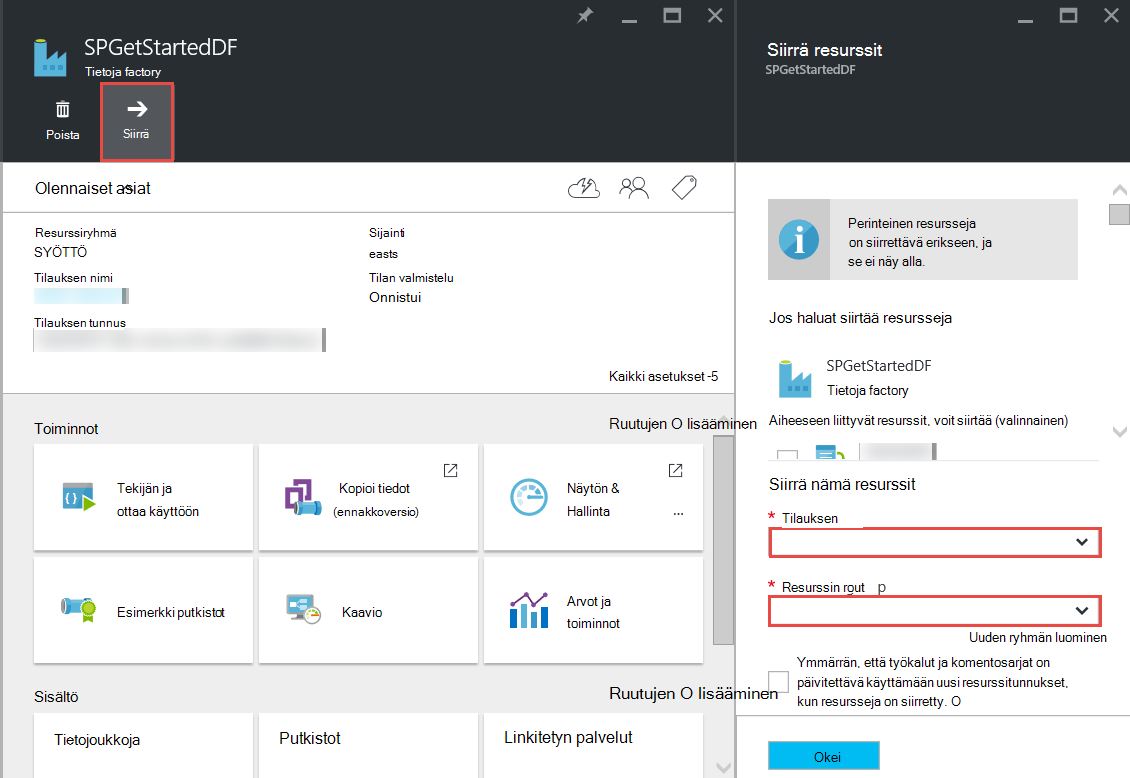 SPGetStartedDF
Tietoja factory
Poista
Siirrä
Olennaiset asiat
Resurssiryhmä
SYÖTTÖ
Tilauksen nimi
Tilauksen tunnus
Sijainti
easts
Tilan valmistelu
Onnistui
Kaikki asetukset -5
Toiminnot
Ruutujen O lisääminen
Tekijän ja
ottaa käyttöön
Kopioi tiedot
(ennakkoversio)
Näytön &
Hallinta
...
Esimerkki putkistot
Kaavio
Arvot ja
toiminnot
Sisältö
Ruutujen O lisääminen
Tietojoukkoja
Putkistot
Linkitetyn palvelut
Siirrä resurssit
SPGetStartedDF
Perinteinen resursseja
on siirrettävä erikseen, ja
se ei näy alla.
Jos haluat siirtää resursseja
SPGetStartedDF
Tietoja factory
Aiheeseen liittyvät resurssit, voit siirtää (valinnainen)
Siirrä nämä resurssit
* Tilauksen
* Resurssin rgut p
Uuden ryhmän luominen
Ymmärrän, että työkalut ja komentosarjat on
päivitettävä käyttämään uusi resurssitunnukset,
kun resursseja on siirretty. O
Okei